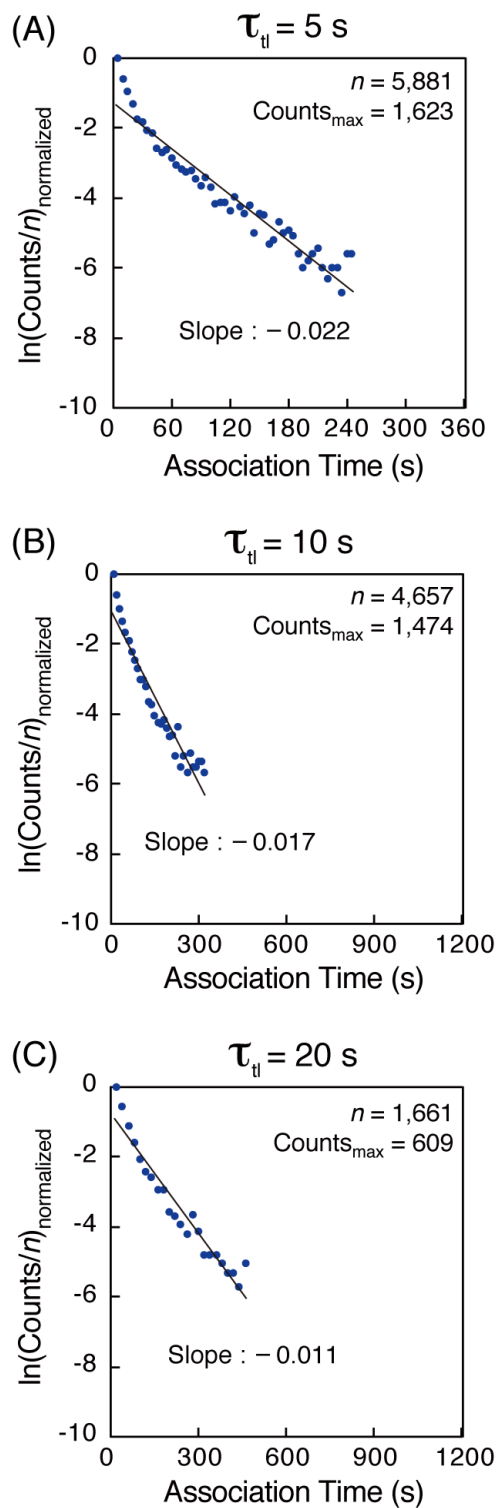 (A) τtl = 5 s
n = 5,881
Countsmax = 1,623
0
-2
-4
-6
-8
-10
ln(Counts/n)normalized
Slope : −0.022
0 60 120 180 240 300 360
Association Time (s)
(B) τtl = 10 s
n = 4,657
Countsmax = 1,474
0
-2
-4
-6
-8
-10
ln(Counts/n)normalized
Slope : −0.017
0 300 600 900 1200
Association Time (s)
(C) τtl = 20 s
n = 1,661
Countsmax = 609
0
-2
-4
-6
-8
-10
ln(Counts/n)normalized
Slope : −0.011
0 300 600 900 1200
Association Time (s)